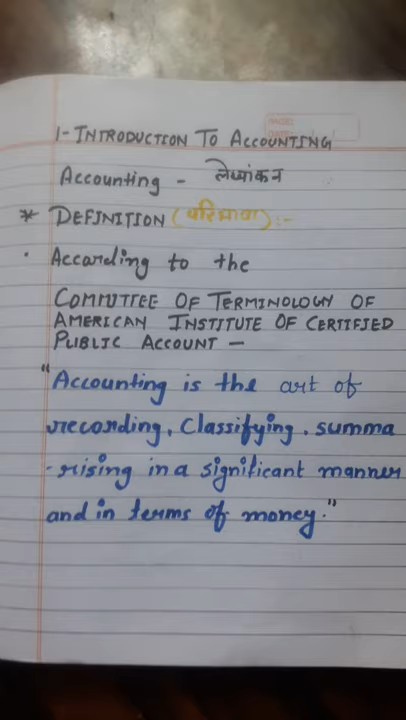 1-INTRODUCTION TO ACCOUNTING
Accounting - लेखांकन
* DEFINITION (परिभाषा) :-
· According to the
COMMITTEE OF TERMINOLOGY OF
AMERICAN INSTITUTE OF CERTIFIED
PUBLIC ACCOUNT -
"Accounting is the art of
recording, Classifying, summa
-rising in a significant manner
and in terms of money."